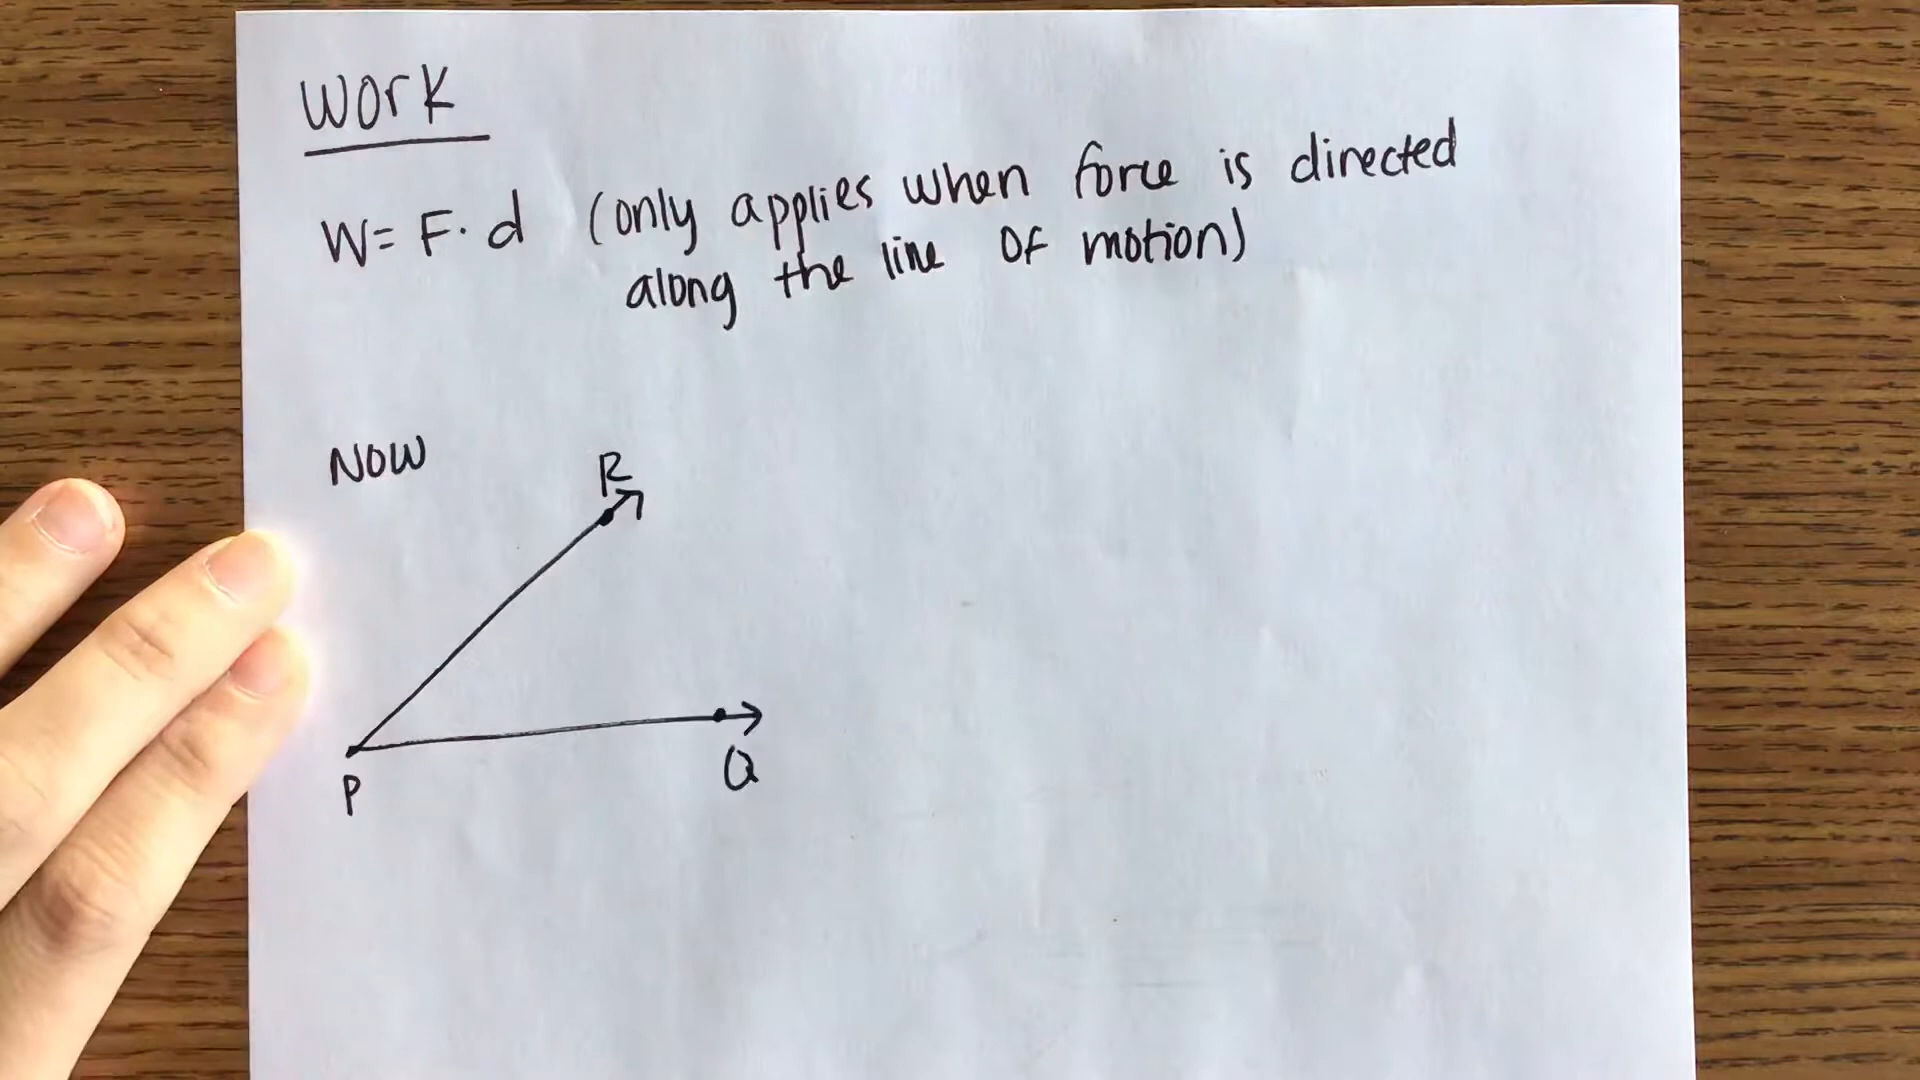 Work
W = F · d (only applies when force is directed
along the line of motion)
NOW
R
Q
P